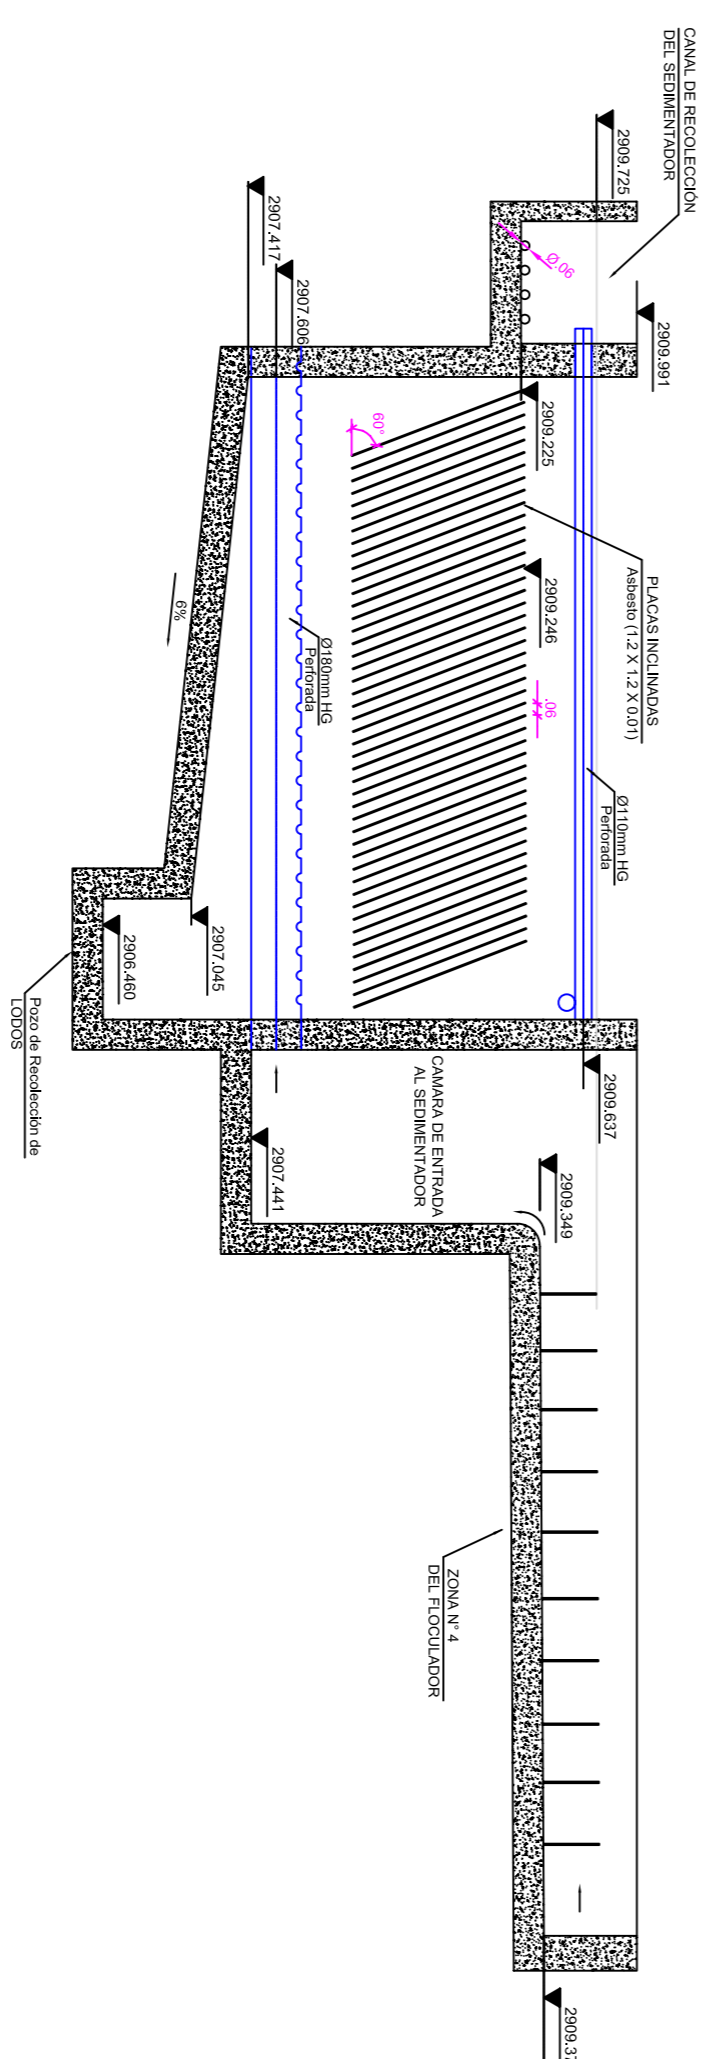 CANAL DE RECOLECCIÓN
DEL SEDIMENTADOR
2909.725
2909.991
Ø.06
2907.417
2907.606
2909.225
60°
PLACAS INCLINADAS
Asbesto (1.2 X 1.2 X 0.01)
2909.246
.06
6%
Ø180mm HG
Perforada
Ø110mm HG
Perforada
2907.045
2906.460
Pozo de Recolección de
LODOS
CAMARA DE ENTRADA
AL SEDIMENTADOR
2909.637
2907.441
2909.349
ZONA N° 4
DEL FLOCULADOR